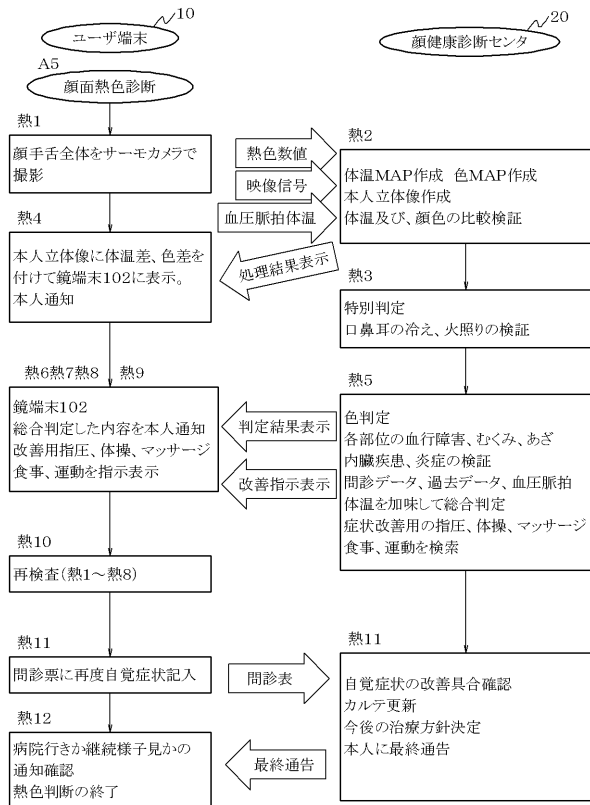 10
ユーザ端末
20
顔健康診断センタ
A5
顔面熱色診断
熱1
顔手舌全体をサーモカメラで
撮影
熱色数値
映像信号
血圧脈拍体温
熱2
体温MAP作成 色MAP作成
本人立体像作成
体温及び、顔色の比較検証
熱4
本人立体像に体温差、色差を
付けて鏡端末102に表示。
本人通知
処理結果表示
熱3
特別判定
口鼻耳の冷え、火照りの検証
熱6熱7熱8 熱9
鏡端末102
総合判定した内容を本人通知
改善用指圧、体操、マッサージ
食事、運動を指示表示
判定結果表示
改善指示表示
熱5
色判定
各部位の血行障害、むくみ、あざ
内臓疾患、炎症の検証
問診データ、過去データ、血圧脈拍
体温を加味して総合判定
症状改善用の指圧、体操、マッサージ
食事、運動を検索
熱10
再検査(熱1~熱8)
熱11
問診票に再度自覚症状記入
問診表
熱11
自覚症状の改善具合確認
カルテ更新
今後の治療方針決定
本人に最終通告
熱12
病院行きか継続様子見かの
通知確認
熱色判断の終了
最終通告